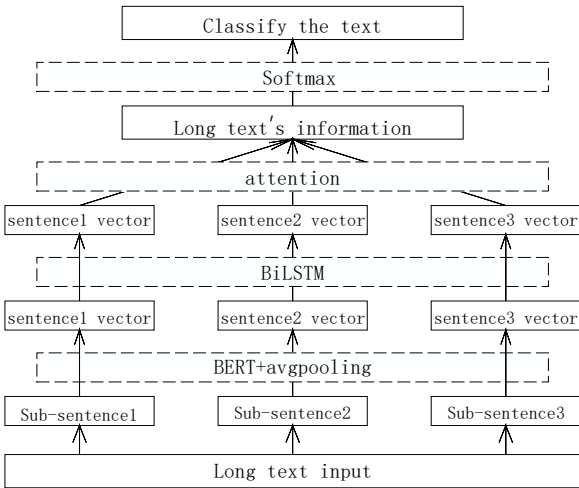 Classify the text
Softmax
Long text's information
attention
sentence1 vector sentence2 vector sentence3 vector
BiLSTM
sentence1 vector sentence2 vector sentence3 vector
BERT+avgpooling
Sub-sentence1 Sub-sentence2 Sub-sentence3
Long text input